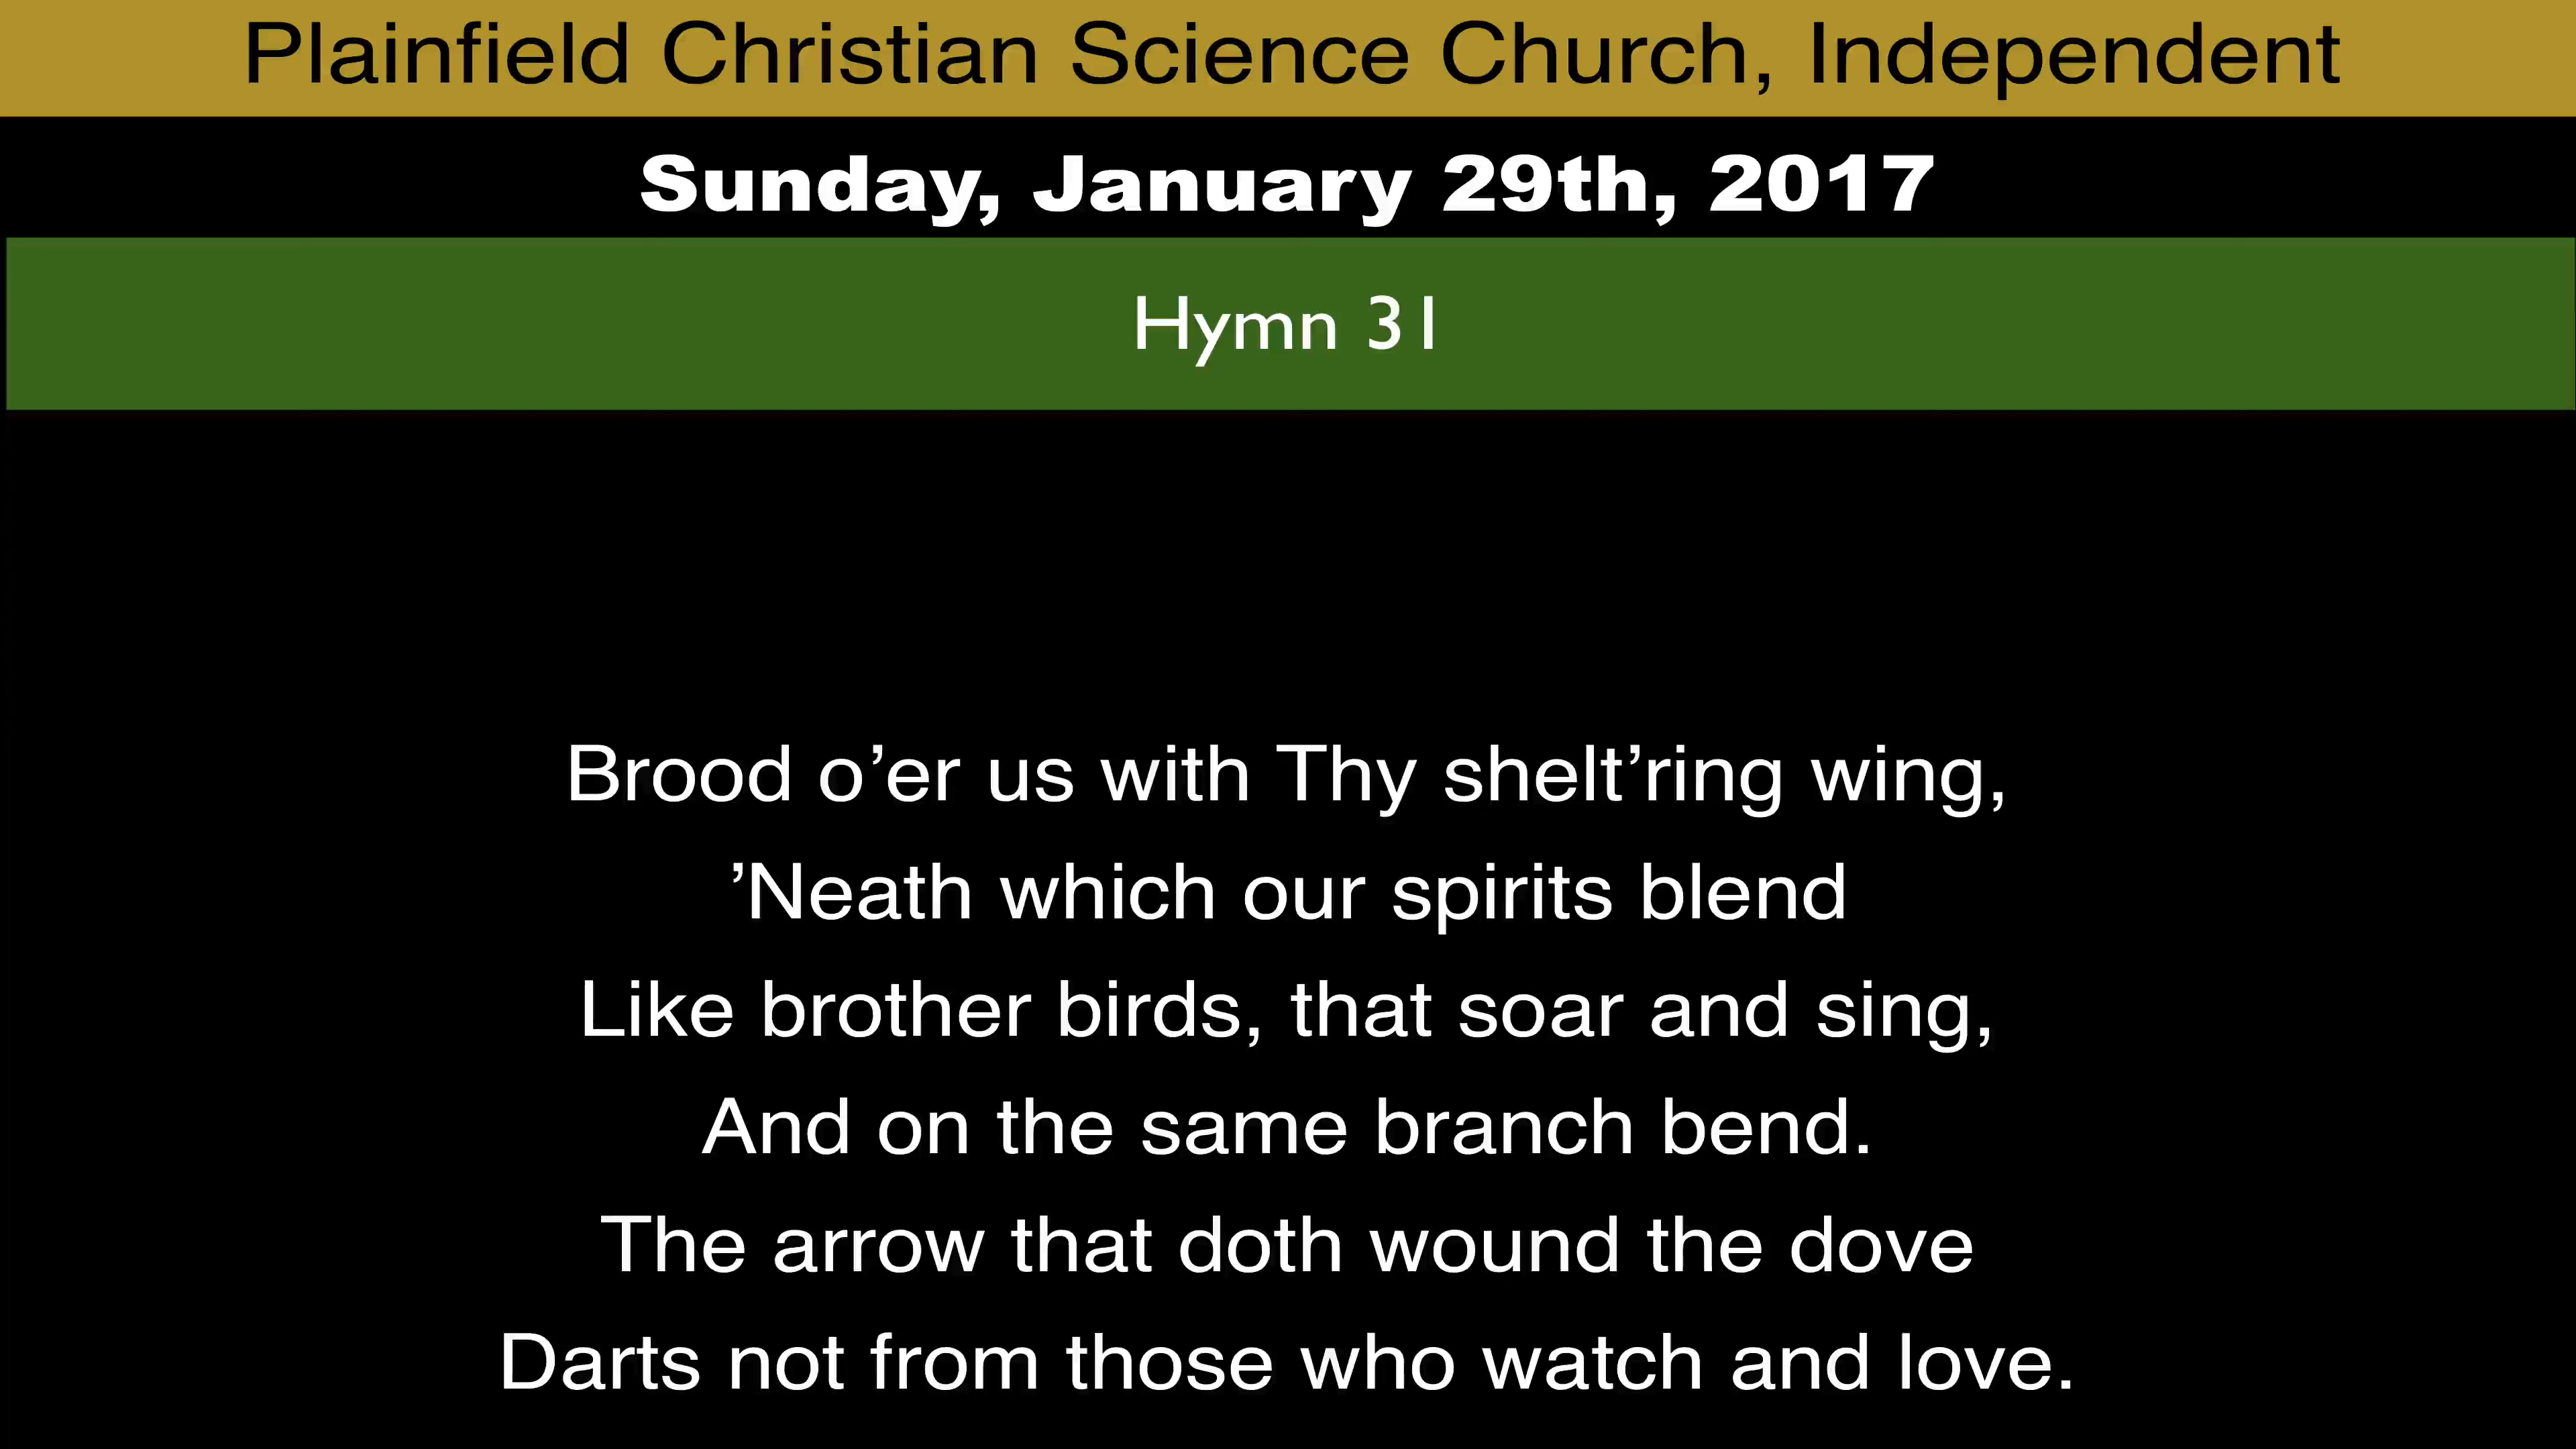 Plainfield Christian Science Church, Independent
Sunday, January 29th, 2017
Hymn 31
Brood o’er us with Thy shelt’ring wing,
’Neath which our spirits blend
Like brother birds, that soar and sing,
And on the same branch bend.
The arrow that doth wound the dove
Darts not from those who watch and love.